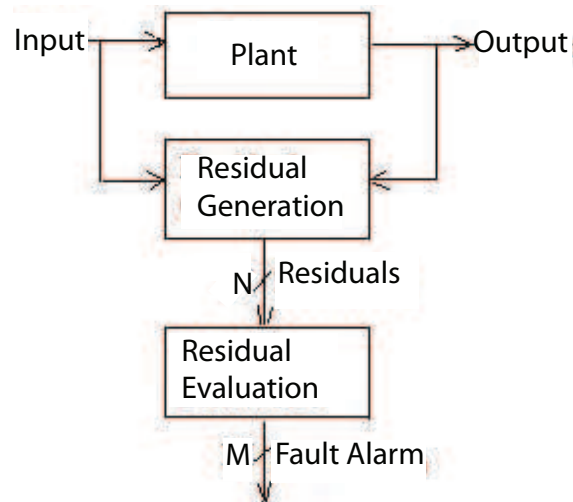 Input
Plant
Output
Residual
Generation
N
Residuals
Residual
Evaluation
M
Fault Alarm